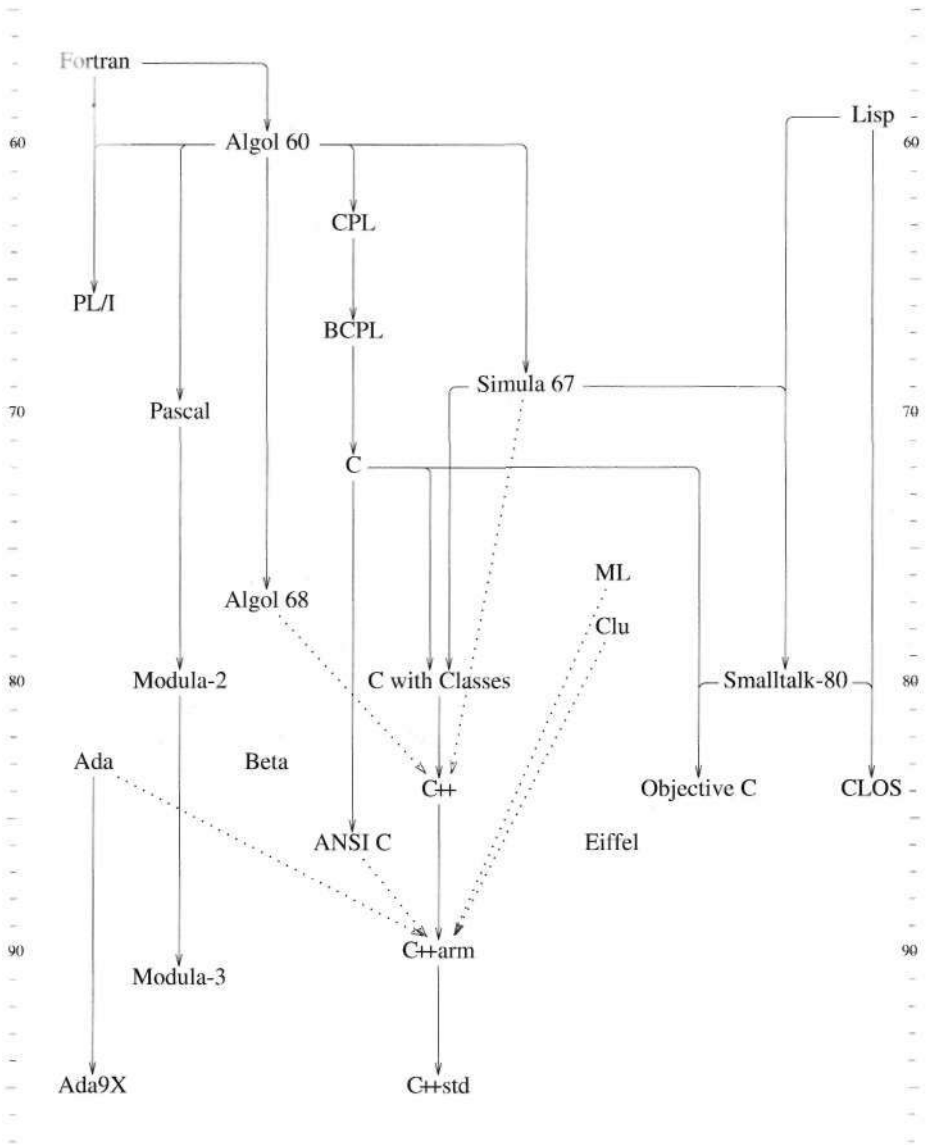 Fortran
Lisp
60 Algol 60 60
CPL
PL/I
BCPL
Simula 67
70 Pascal 70
C
ML
Algol 68
Clu
80 Modula-2 C with Classes Smalltalk-80 80
Ada Beta
C++ Objective C CLOS
ANSI C Eiffel
90 C++arm 90
Modula-3
Ada9X C++std